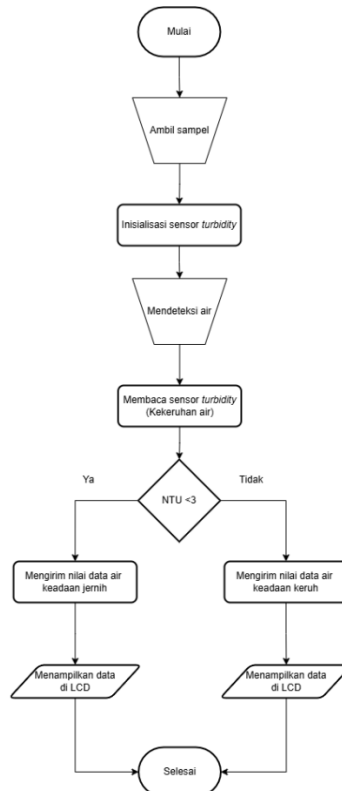 Mulai
Ambil sampel
Inisialisasi sensor turbidity
Mendeteksi air
Membaca sensor turbidity
(Kekeruhan air)
Ya
Tidak
NTU <3
Mengirim nilai data air
keadaan jernih
Mengirim nilai data air
keadaan keruh
Menampilkan data
di LCD
Menampilkan data
di LCD
Selesai